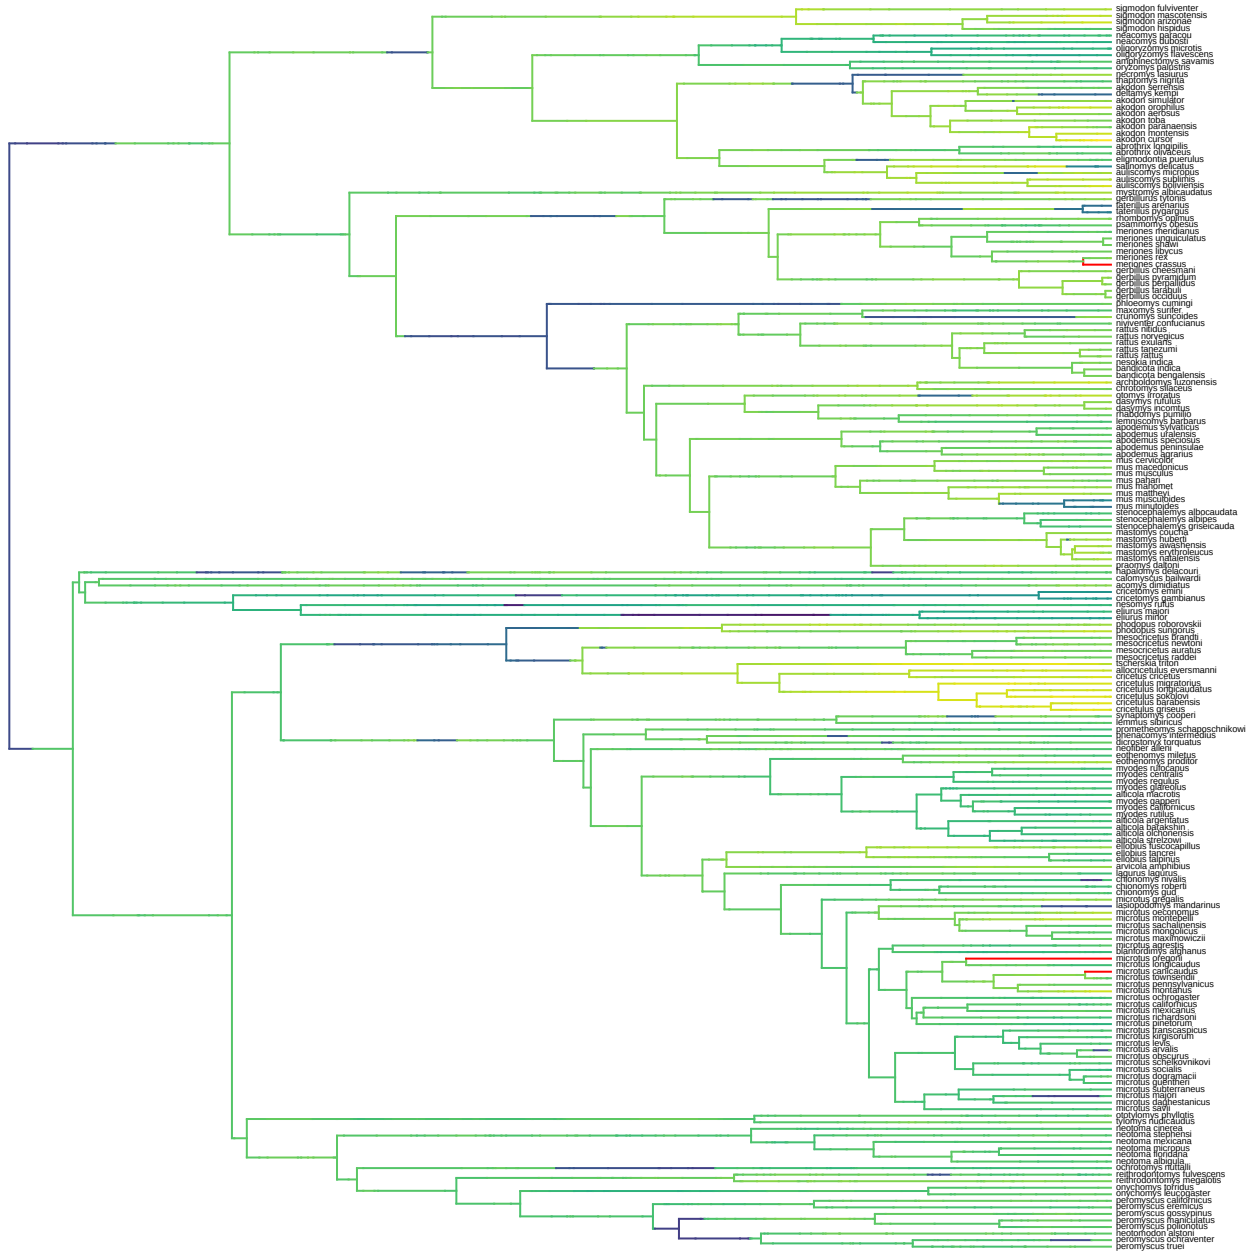 sigmodon fulviventer
sigmodon mascotensis
sigmodon arizonae
sigmodon hispidus
neacomys paracou
neacomys dubosti
oligoryzomys microtis
oligoryzomys flavescens
amphinectomys savamis
oryzomys palustris
necromys lasiurus
thaptomys nigrita
akodon serrensis
deltamys kempi
akodon simulator
akodon orophilus
akodon aerosus
akodon toba
akodon paranaensis
akodon montensis
akodon cursor
abrothrix longipilis
abrothrix olivaceus
eligmodontia puerulus
salinomys delicatus
auliscomys micropus
auliscomys sublimis
auliscomys boliviensis
mystromys albicaudatus
gerbillurus tytonis
taterillus arenarius
taterillus pygargus
rhombomys opimus
psammomys obesus
meriones meridianus
meriones unguiculatus
meriones shawi
meriones libycus
meriones rex
meriones crassus
gerbillus cheesmani
gerbillus pyramidum
gerbillus perpallidus
gerbillus tarabuli
gerbillus occiduus
phloeomys cumingi
maxomys surifer
crunomys suncoides
niviventer confucianus
rattus nitidus
rattus norvegicus
rattus exulans
rattus tanezumi
rattus rattus
nesokia indica
bandicota indica
bandicota bengalensis
archboldomys luzonensis
chrotomys silaceus
otomys irroratus
dasymys rufulus
dasymys incomtus
rhabdomys pumilio
lemniscomys barbarus
apodemus sylvaticus
apodemus uralensis
apodemus speciosus
apodemus peninsulae
apodemus agrarius
mus cervicolor
mus macedonicus
mus musculus
mus pahari
mus mahomet
mus mattheyi
mus musculoides
mus minutoides
stenocephalemys albocaudata
stenocephalemys albipes
stenocephalemys griseicauda
mastomys coucha
mastomys huberti
mastomys awashensis
mastomys erythroleucus
mastomys natalensis
praomys daltoni
hapalomys delacouri
calomyscus bailwardi
acomys dimidiatus
cricetomys emini
cricetomys gambianus
nesomys rufus
eliurus majori
eliurus minor
phodopus roborovskii
phodopus sungorus
mesocricetus brandti
mesocricetus newtoni
mesocricetus auratus
mesocricetus raddei
tscherskia triton
allocricetulus eversmanni
cricetus cricetus
cricetulus migratorius
cricetulus longicaudatus
cricetulus sokolovi
cricetulus barabensis
cricetulus griseus
synaptomys cooperi
lemmus sibiricus
prometheomys schaposchnikowi
phenacomys intermedius
dicrostonyx torquatus
neofiber alleni
eothenomys miletus
eothenomys proditor
myodes rufocanus
myodes centralis
myodes regulus
myodes glareolus
alticola macrotis
myodes gapperi
myodes californicus
myodes rutilus
alticola argentatus
alticola barakshin
alticola olchonensis
alticola strelzowi
ellobius fuscocapillus
ellobius tancrei
ellobius talpinus
arvicola amphibius
lagurus lagurus
chionomys nivalis
chionomys roberti
chionomys gud
microtus gregalis
lasiopodomys mandarinus
microtus oeconomus
microtus montebelli
microtus sachalinensis
microtus mongolicus
microtus maximowiczii
microtus agrestis
blanfordimys afghanus
microtus oregoni
microtus longicaudus
microtus canicaudus
microtus townsendii
microtus pennsylvanicus
microtus montanus
microtus ochrogaster
microtus californicus
microtus mexicanus
microtus richardsoni
microtus pinetorum
microtus transcaspicus
microtus kirgisorum
microtus levis
microtus arvalis
microtus obscurus
microtus schelkovnikovi
microtus socialis
microtus dogramacii
microtus guentheri
microtus subterraneus
microtus majori
microtus daghestanicus
microtus savii
ototylomys phyllotis
tylomys nudicaudus
neotoma cinerea
neotoma stephensi
neotoma mexicana
neotoma micropus
neotoma floridana
neotoma albigula
ochrotomys nuttalli
reithrodontomys fulvescens
reithrodontomys megalotis
onychomys torridus
onychomys leucogaster
peromyscus californicus
peromyscus eremicus
peromyscus gossypinus
peromyscus maniculatus
peromyscus polionotus
neotomodon alstoni
peromyscus ochraventer
peromyscus truei